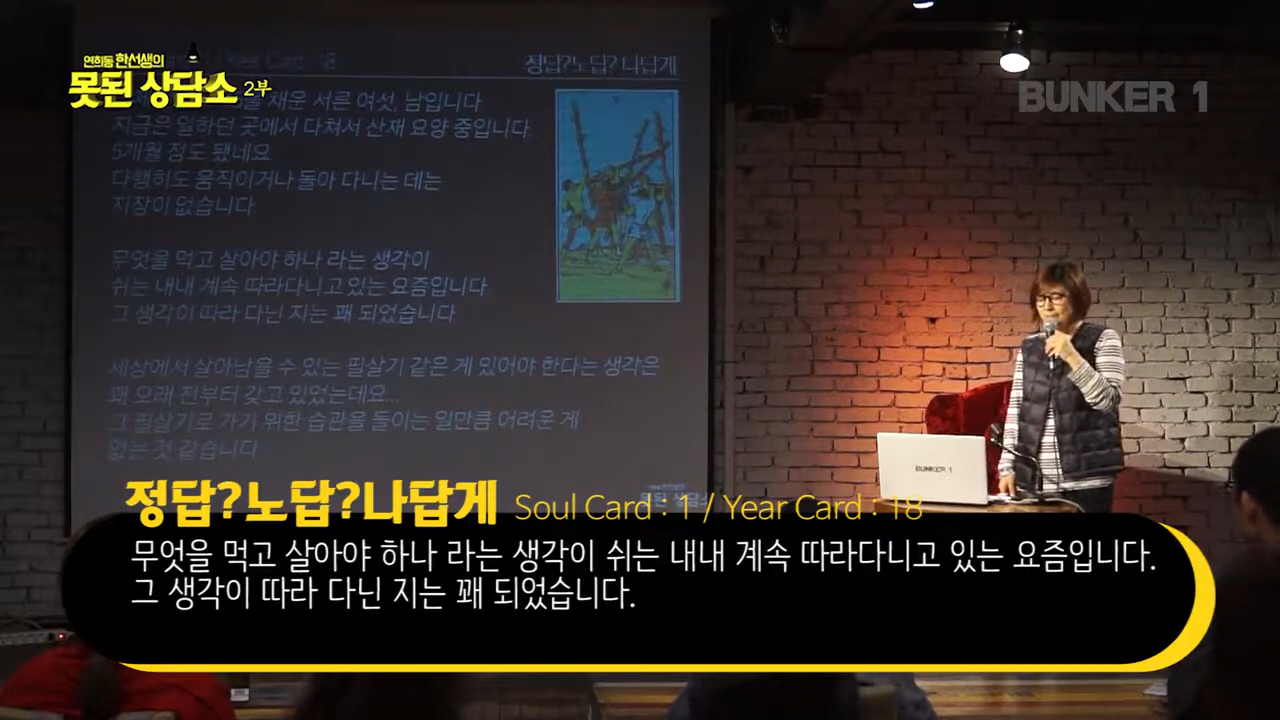 연희동 한선생의
못된 상담소 2부
Year Card : 18
정답?노답? 나답게
BUNKER 1
채운 서른 여섯, 남입니다.
지금은 일하던 곳에서 다쳐서 산재 요양 중입니다.
5개월 정도 됐네요.
다행히도 움직이거나 돌아 다니는 데는
지장이 없습니다.
무엇을 먹고 살아야 하나 라는 생각이
쉬는 내내 계속 따라다니고 있는 요즘입니다.
그 생각이 따라 다닌 지는 꽤 되었습니다.
세상에서 살아남을 수 있는 필살기 같은 게 있어야 한다는 생각은
꽤 오래 전부터 갖고 있었는데요...
그 필살기로 가기 위한 습관을 들이는 일만큼 어려운 게
없는 것 같습니다.
BUNKER 1
못된 상담소
정답?노답?나답게 Soul Card : 1 / Year Card : 18
무엇을 먹고 살아야 하나 라는 생각이 쉬는 내내 계속 따라다니고 있는 요즘입니다.
그 생각이 따라 다닌 지는 꽤 되었습니다.